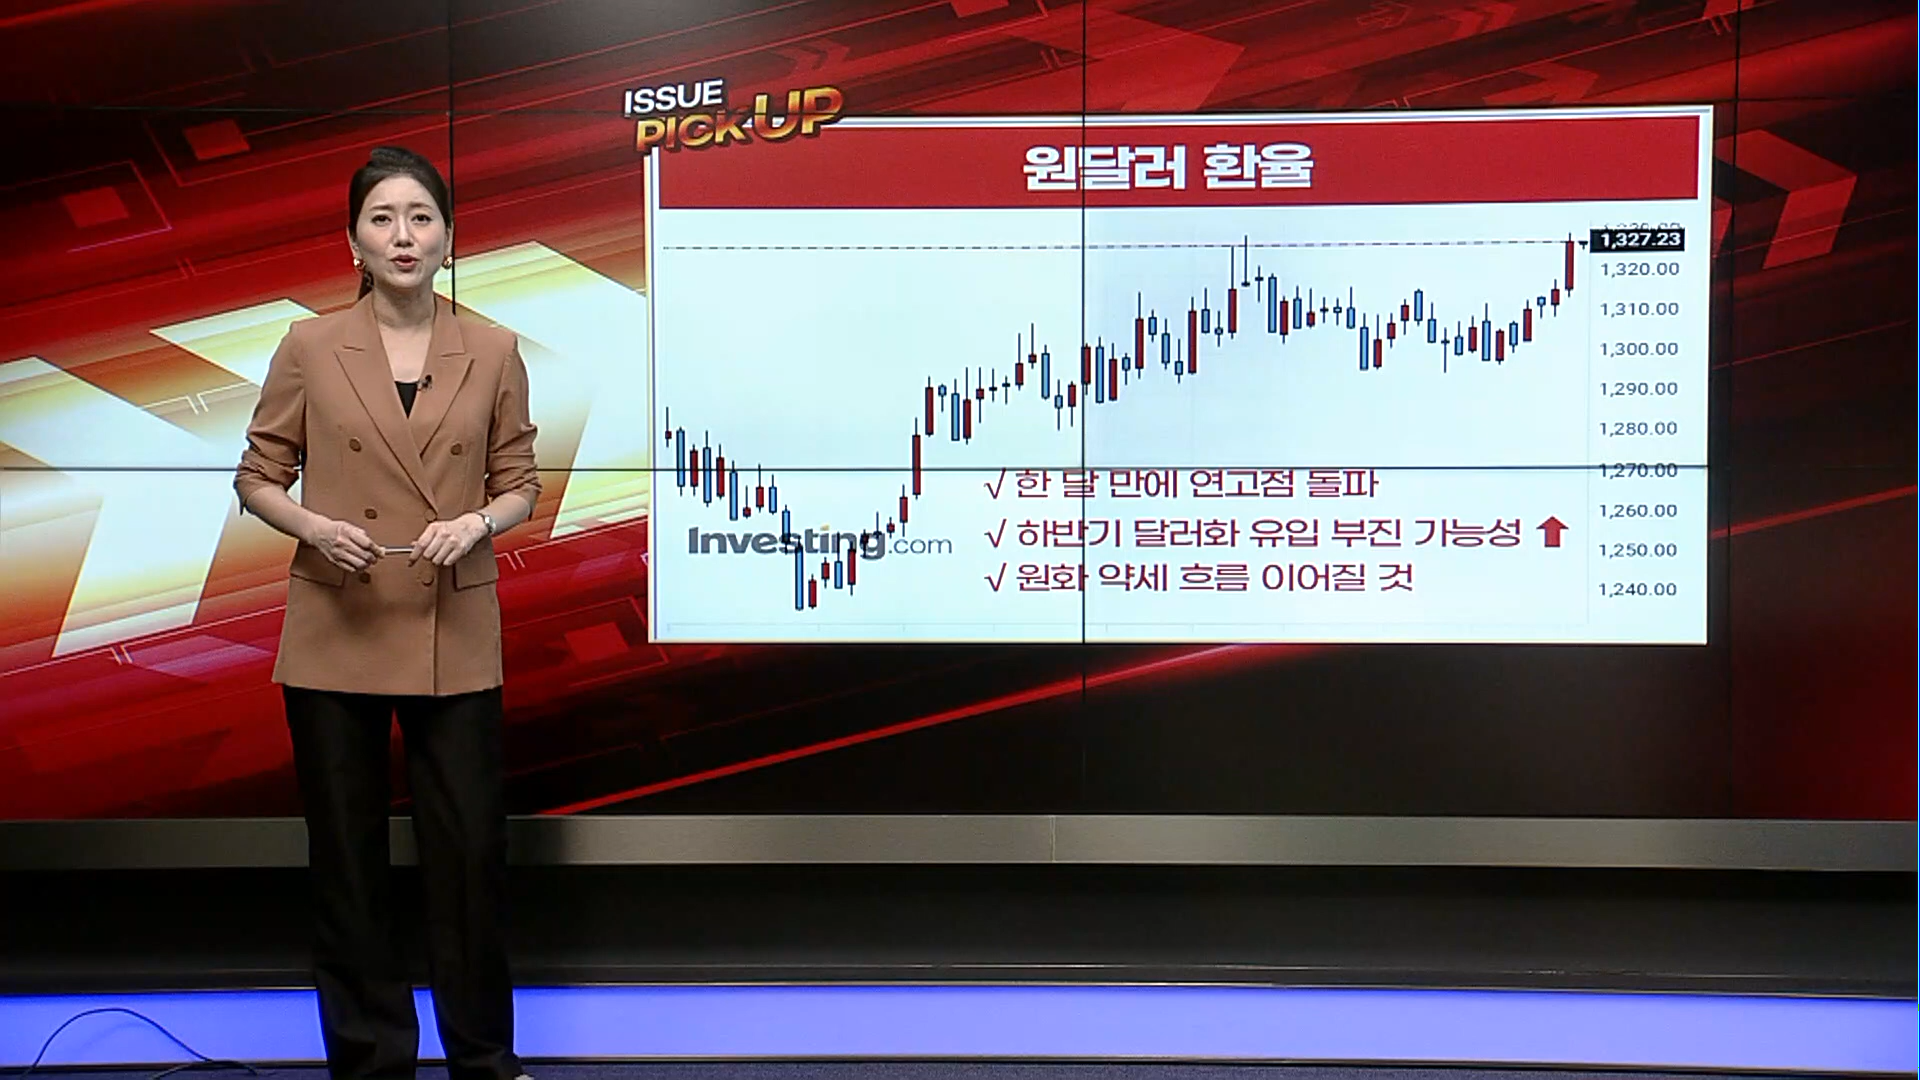 ISSUE
PICK UP
원달러 환율
1,327.23
1,320.00
1,310.00
1,300.00
1,290.00
1,280.00
1,270.00
1,260.00
1,250.00
1,240.00
√ 한 달 만에 연고점 돌파
√ 하반기 달러화 유입 부진 가능성
√ 원화 약세 흐름 이어질 것
Investing.com